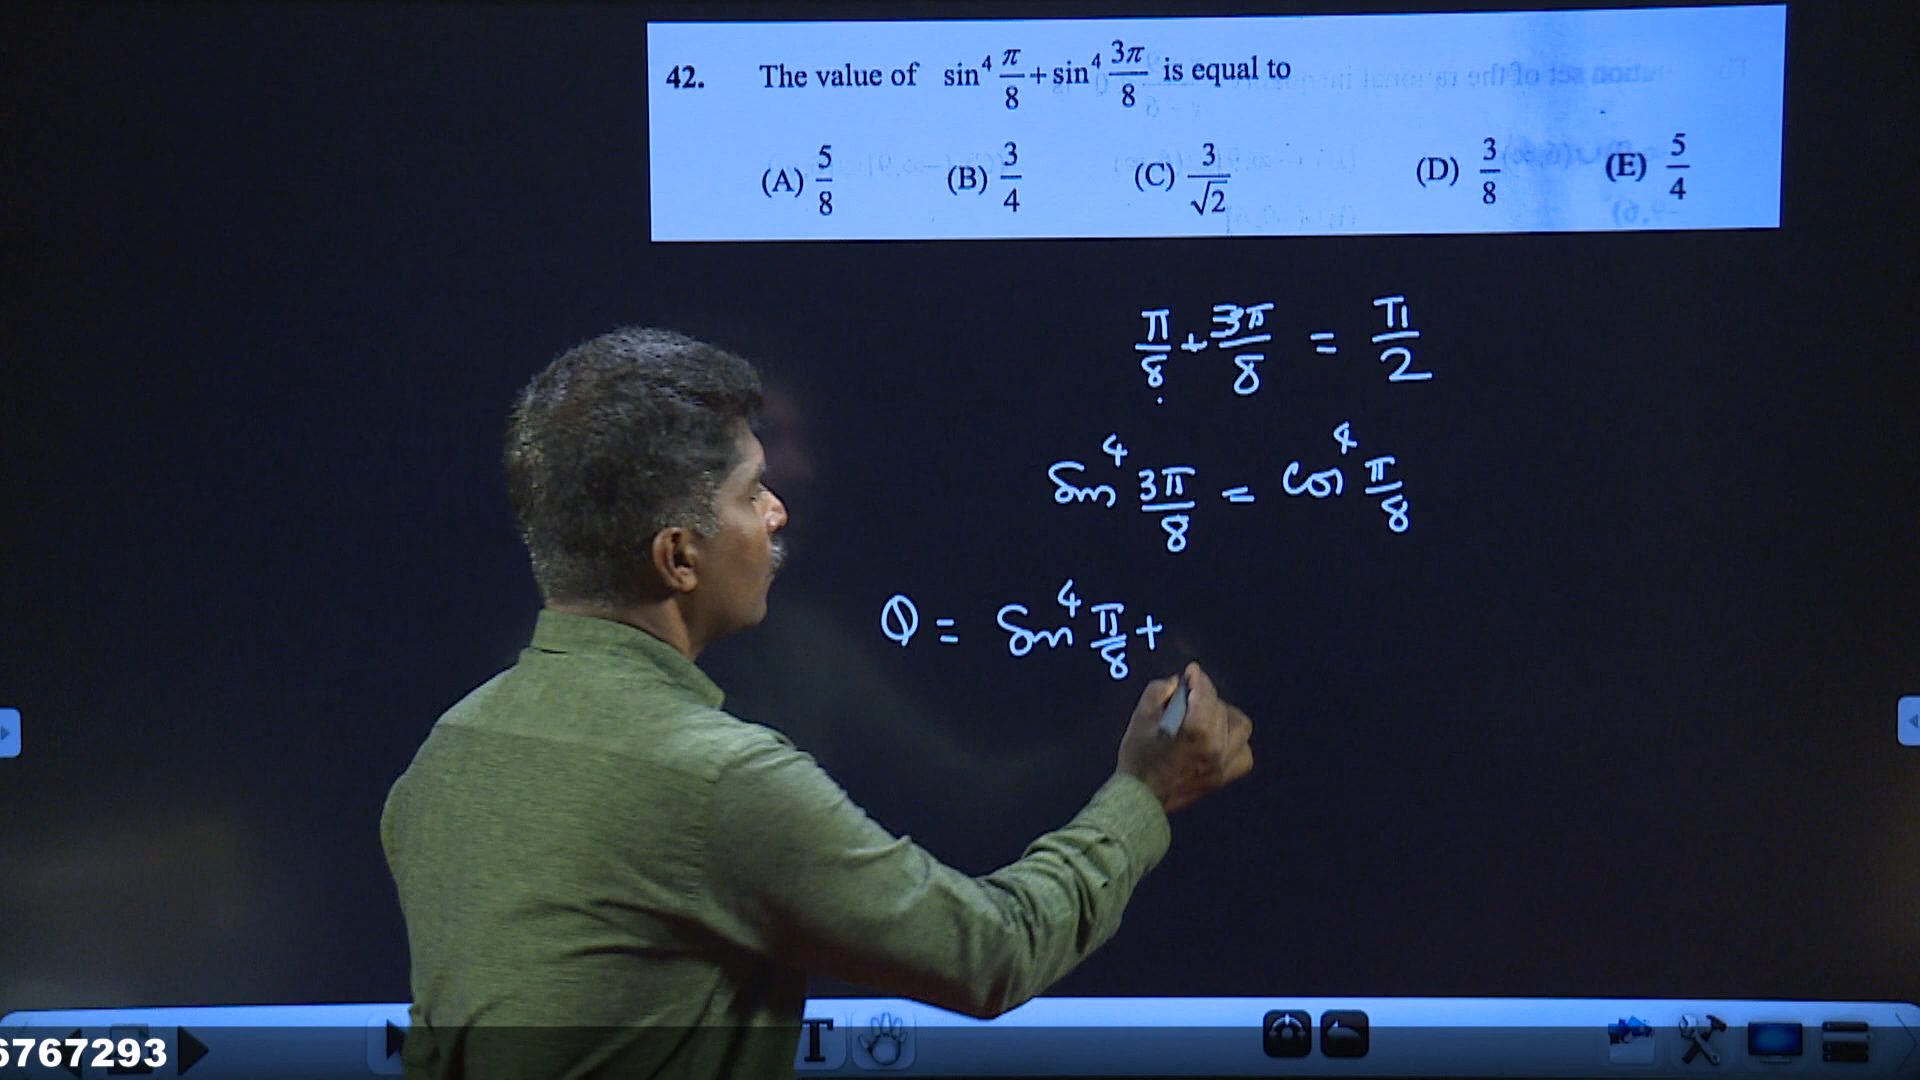 42. The value of sin⁴ π/8 + sin⁴ 3π/8 is equal to
(A) 5/8 (B) 3/4 (C) 3/√2 (D) 3/8 (E) 5/4
π/8 + 3π/8 = π/2
Sin⁴ 3π/8 = Cos⁴ π/8
Q = Sin⁴ π/8 +
T
6767293